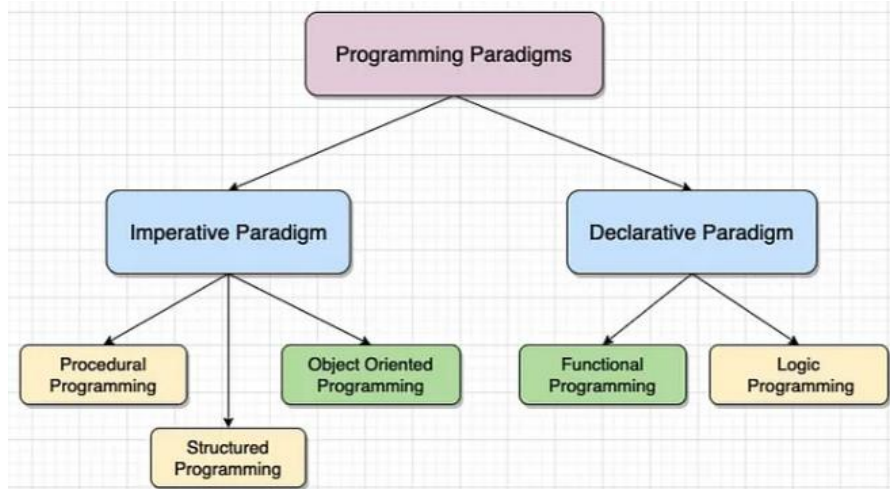 Programming Paradigms
Imperative Paradigm
Declarative Paradigm
Procedural
Programming
Object Oriented
Programming
Functional
Programming
Logic
Programming
Structured
Programming